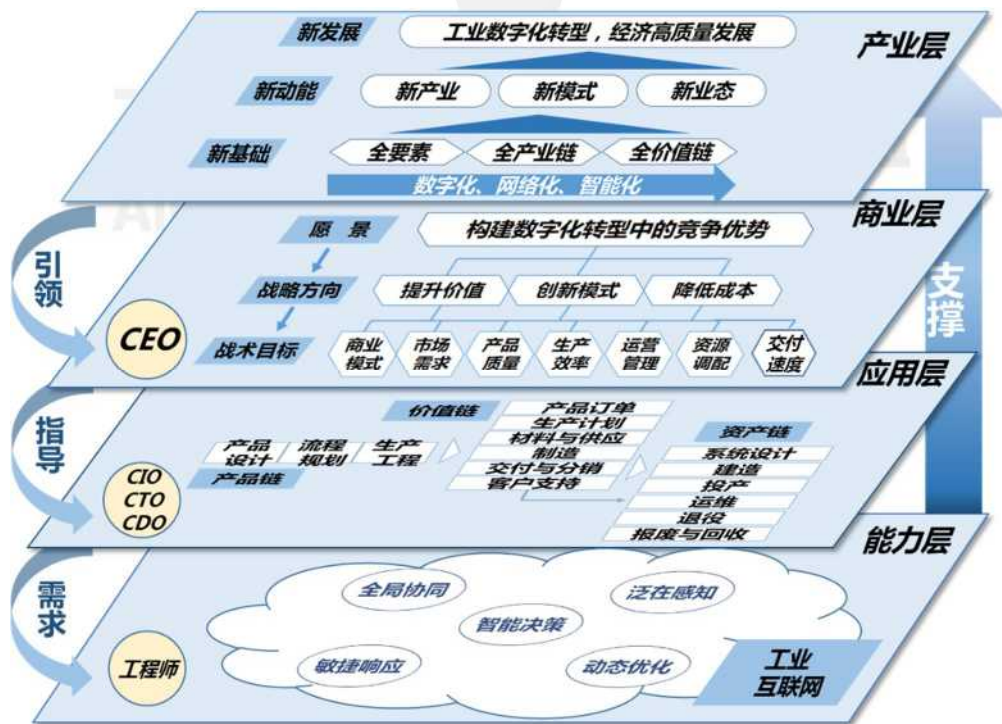 新发展
工业数字化转型，经济高质量发展
产业层
新动能
新产业
新模式
新业态
新基础
全要素
全产业链
全价值链
数字化、网络化、智能化
引领
商业层
愿 景
构建数字化转型中的竞争优势
战略方向
提升价值
创新模式
降低成本
CEO
战术目标
商业
模式
市场
需求
产品
质量
生产
效率
运营
管理
资源
调配
交付
速度
支撑
指导
应用层
价值链
产品订单
生产计划
材料与供应
制造
交付与分销
客户支持
产品
设计
流程
规划
生产
工程
产品链
资产链
系统设计
建造
投产
运维
退役
报废与回收
CIO
CTO
CDO
需求
能力层
全局协同
泛在感知
智能决策
敏捷响应
动态优化
工程师
工业
互联网